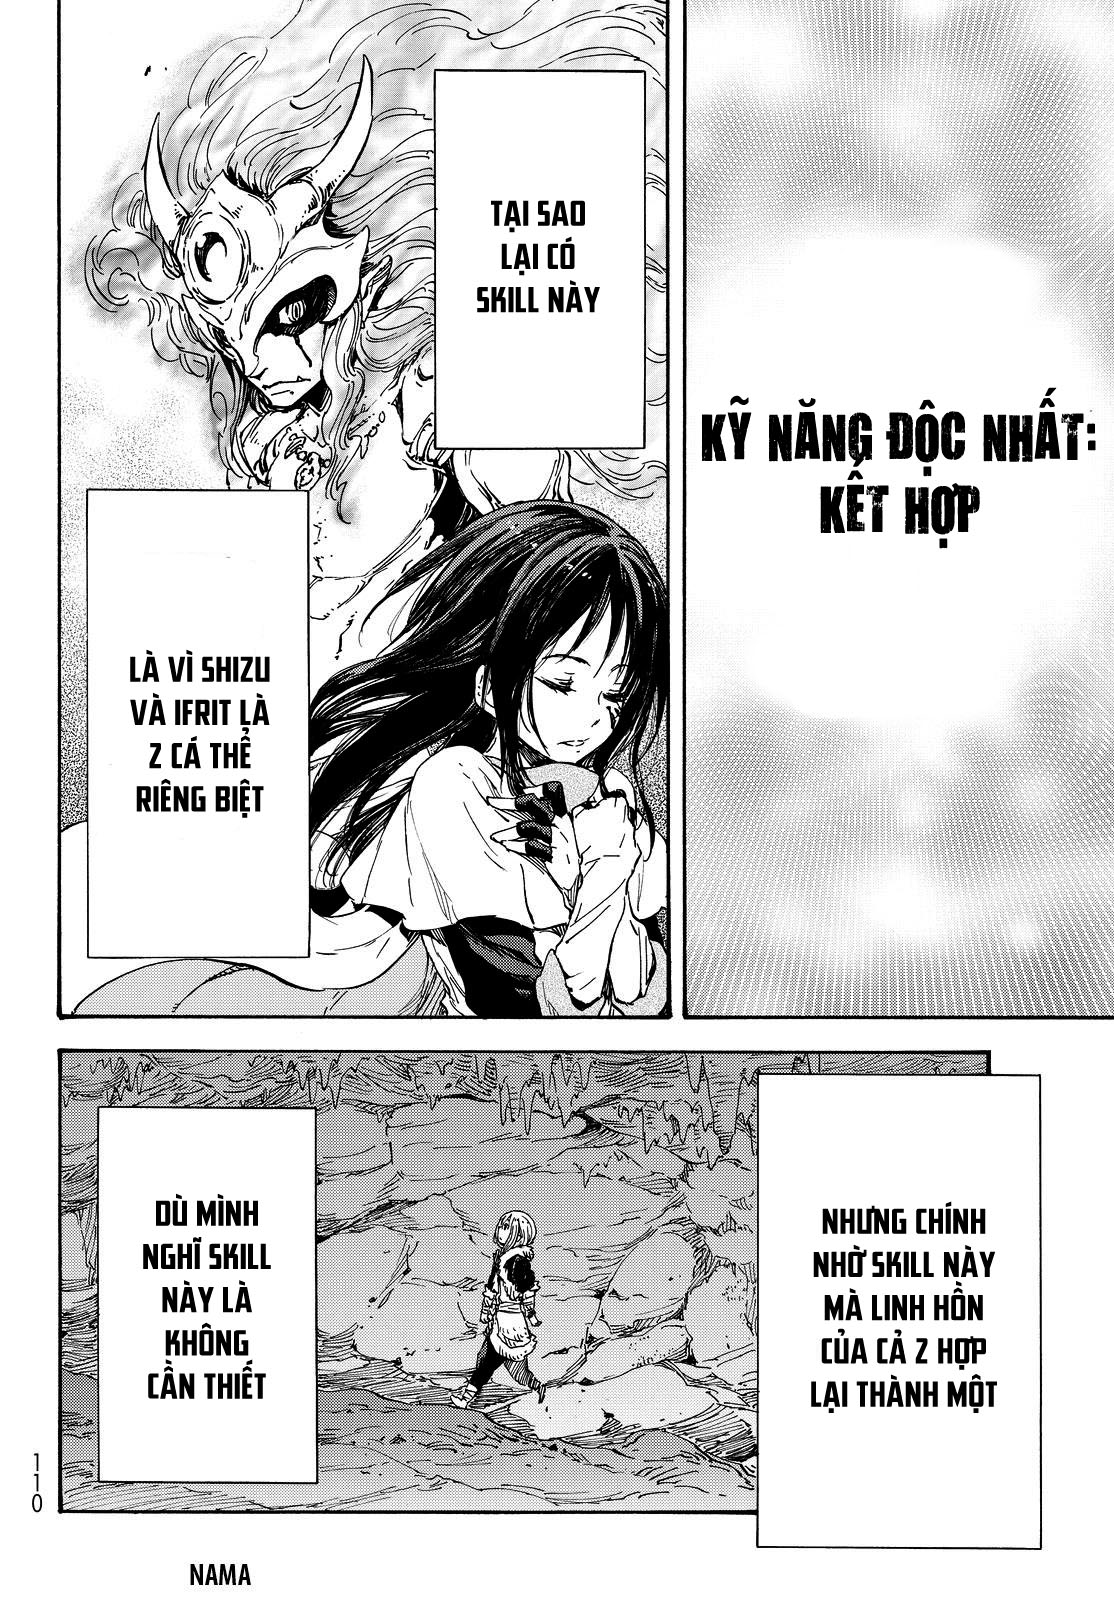 KỸ NĂNG ĐỘC NHẤT:
KẾT HỢP
TẠI SAO
LẠI CÓ
SKILL NÀY
LÀ VÌ SHIZU
VÀ IFRIT LÀ
2 CÁ THỂ
RIÊNG BIỆT
NHƯNG CHÍNH
NHỜ SKILL NÀY
MÀ LINH HỒN
CỦA CẢ 2 HỢP
LẠI THÀNH MỘT
DÙ MÌNH
NGHĨ SKILL
NÀY LÀ
KHÔNG
CẦN THIẾT
110
NAMA